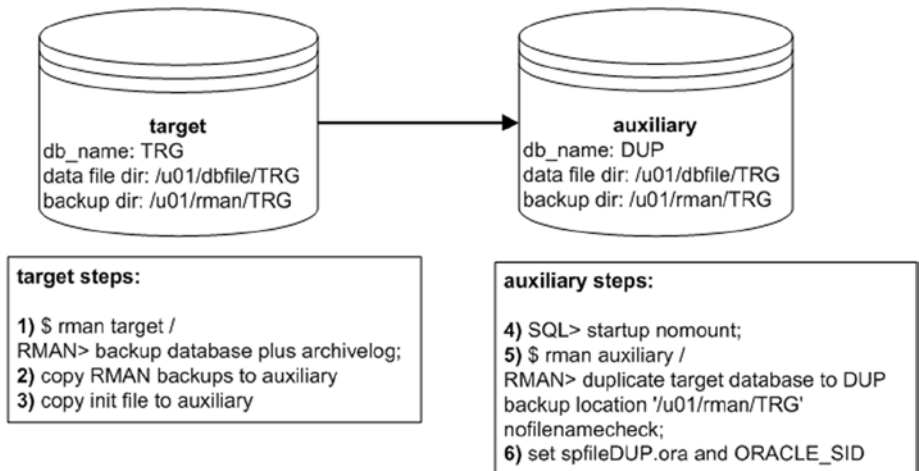 target
db_name: TRG
data file dir: /u01/dbfile/TRG
backup dir: /u01/rman/TRG
auxiliary
db_name: DUP
data file dir: /u01/dbfile/TRG
backup dir: /u01/rman/TRG
target steps:
1) $ rman target /
RMAN> backup database plus archivelog;
2) copy RMAN backups to auxiliary
3) copy init file to auxiliary
auxiliary steps:
4) SQL> startup nomount;
5) $ rman auxiliary /
RMAN> duplicate target database to DUP
backup location '/u01/rman/TRG'
nofilenamecheck;
6) set spfileDUP.ora and ORACLE_SID